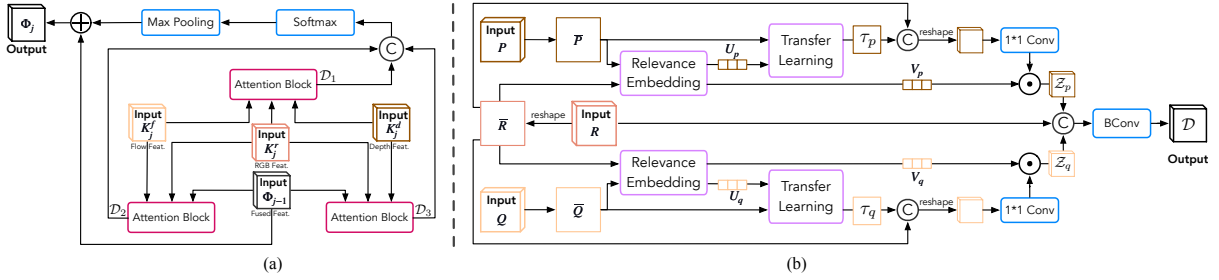 Φj
Output
Max Pooling
Softmax
C
D1
Attention Block
Input
K_j^f
Flow Feat.
Input
K_j^r
RGB Feat.
Input
K_j^d
Depth Feat.
Input
Φj−1
Fused Feat.
D2
Attention Block
Attention Block
D3
(a)
Input
P
P̅
Relevance
Embedding
Up
Transfer
Learning
τp
C
reshape
1*1 Conv
Vp
Zp
R̅
reshape
Input
R
C
BConv
D
Output
Relevance
Embedding
Vq
Zq
Input
Q
Q̅
Uq
Transfer
Learning
τq
C
reshape
1*1 Conv
(b)